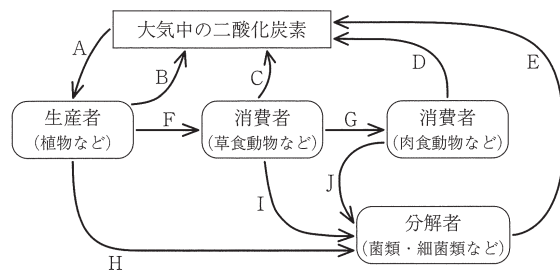 大気中の二酸化炭素
A
B
C
D
E
生産者
(植物など)
F
消費者
(草食動物など)
G
消費者
(肉食動物など)
I
J
分解者
(菌類・細菌類など)
H